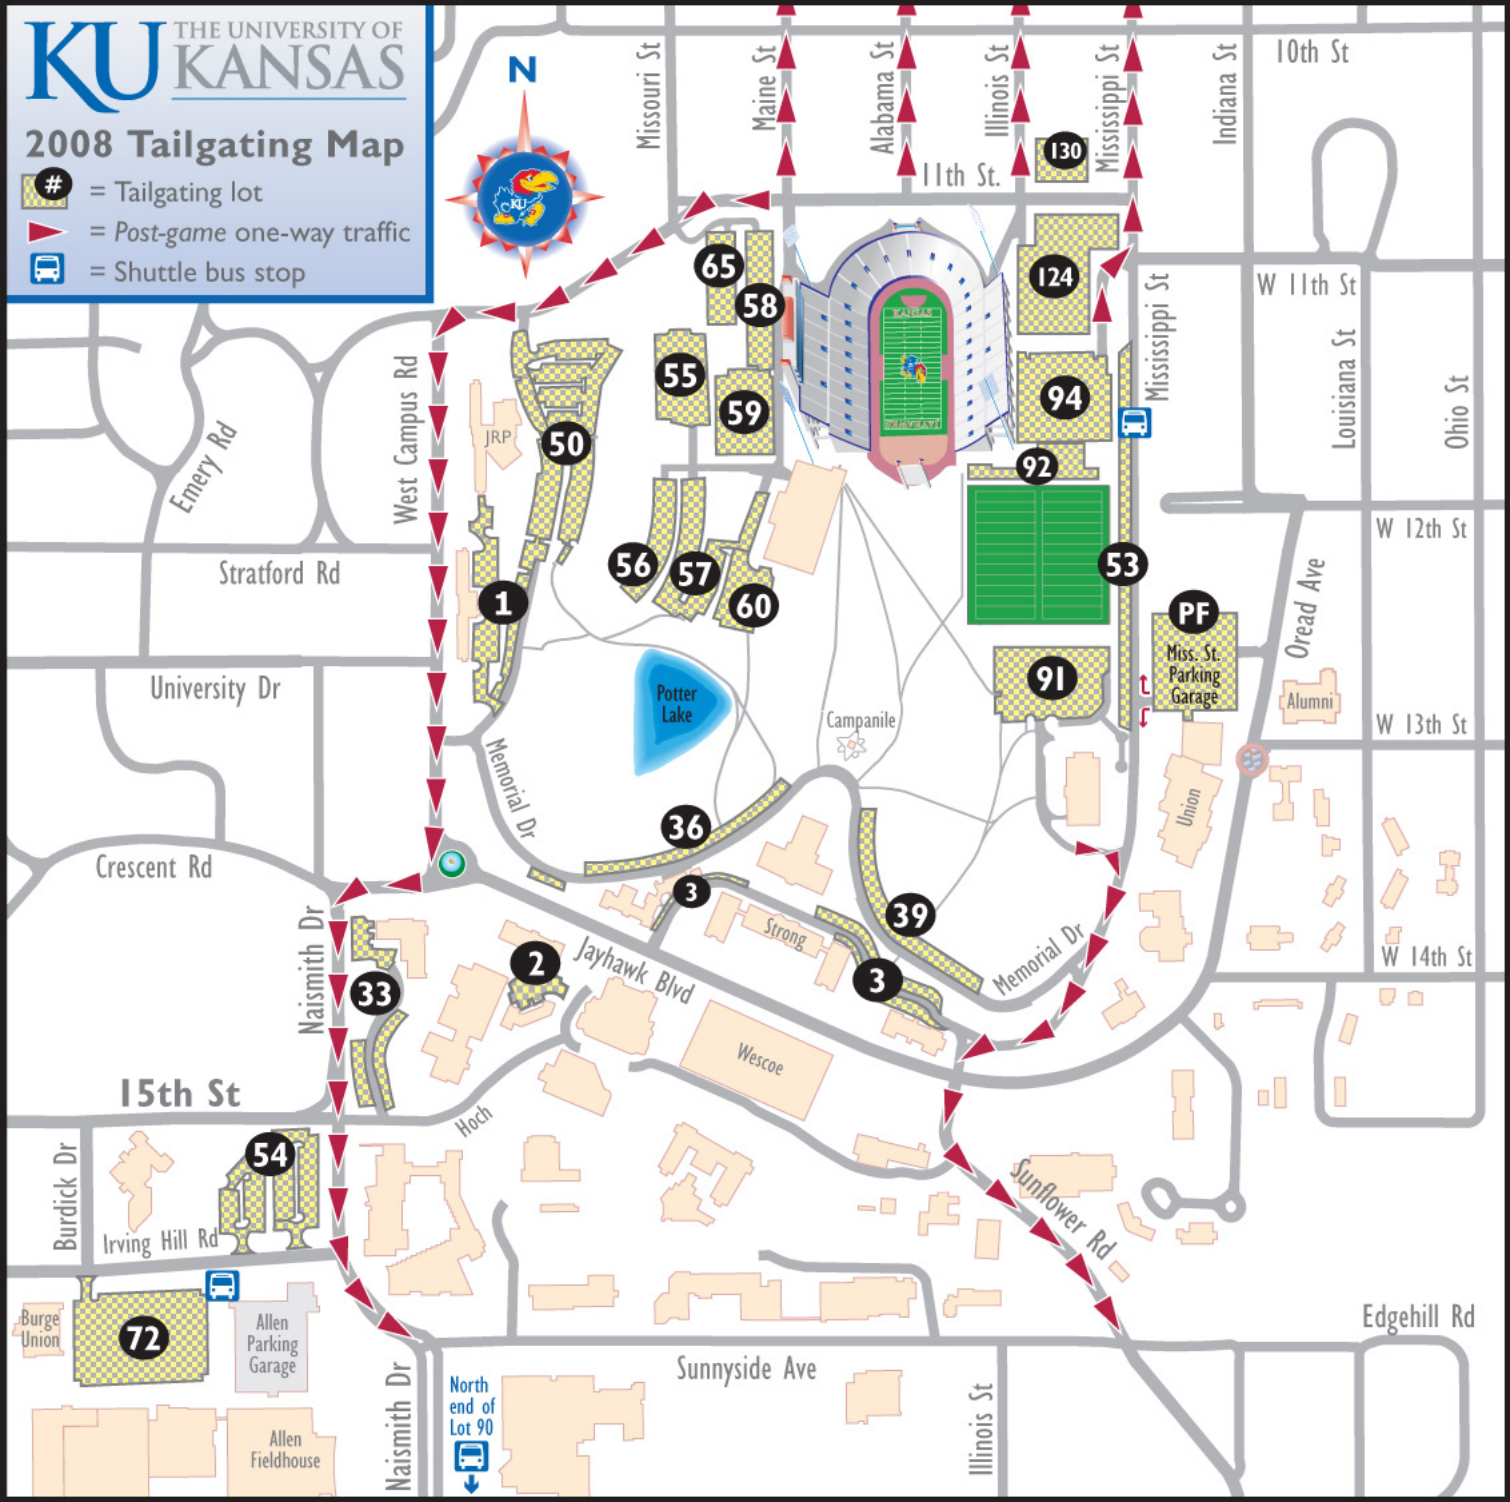 KU THE UNIVERSITY OF
KANSAS
2008 Tailgating Map
# = Tailgating lot
= Post-game one-way traffic
= Shuttle bus stop
N
KU
Missouri St
Maine St
Alabama St
Illinois St
Mississippi St
Indiana St
10th St
130
11th St.
65
58
124
W 11th St
Mississippi St
Louisiana St
Ohio St
KANSAS
JAYHAWKS
55
59
94
92
West Campus Rd
JRP
50
Emery Rd
W 12th St
Stratford Rd
56
57
60
1
53
PF
Miss. St.
Parking
Garage
Oread Ave
University Dr
Potter
Lake
Campanile
91
Alumni
W 13th St
Memorial Dr
36
Union
Crescent Rd
3
39
Strong
Naismith Dr
33
2
Jayhawk Blvd
3
Memorial Dr
W 14th St
Wescoe
15th St
Hoch
54
Burdick Dr
Irving Hill Rd
Sunflower Rd
Burge
Union
72
Allen
Parking
Garage
Edgehill Rd
Sunnyside Ave
Naismith Dr
North
end of
Lot 90
Illinois St
Allen
Fieldhouse